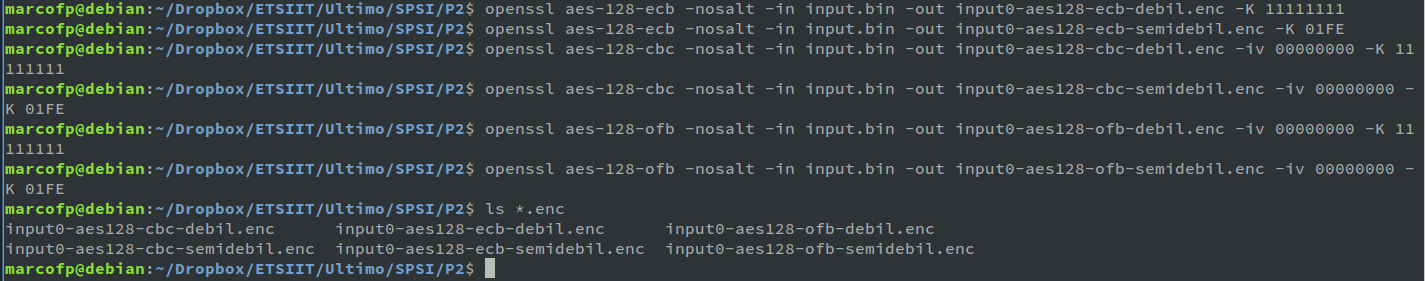 marcofp@debian:~/Dropbox/ETSIIT/Ultimo/SPSI/P2$ openssl aes-128-ecb -nosalt -in input.bin -out input0-aes128-ecb-debil.enc -K 11111111
marcofp@debian:~/Dropbox/ETSIIT/Ultimo/SPSI/P2$ openssl aes-128-ecb -nosalt -in input.bin -out input0-aes128-ecb-semidebil.enc -K 01FE
marcofp@debian:~/Dropbox/ETSIIT/Ultimo/SPSI/P2$ openssl aes-128-cbc -nosalt -in input.bin -out input0-aes128-cbc-debil.enc -iv 00000000 -K 11
111111
marcofp@debian:~/Dropbox/ETSIIT/Ultimo/SPSI/P2$ openssl aes-128-cbc -nosalt -in input.bin -out input0-aes128-cbc-semidebil.enc -iv 00000000 -
K 01FE
marcofp@debian:~/Dropbox/ETSIIT/Ultimo/SPSI/P2$ openssl aes-128-ofb -nosalt -in input.bin -out input0-aes128-ofb-debil.enc -iv 00000000 -K 11
111111
marcofp@debian:~/Dropbox/ETSIIT/Ultimo/SPSI/P2$ openssl aes-128-ofb -nosalt -in input.bin -out input0-aes128-ofb-semidebil.enc -iv 00000000 -
K 01FE
marcofp@debian:~/Dropbox/ETSIIT/Ultimo/SPSI/P2$ ls *.enc
input0-aes128-cbc-debil.enc      input0-aes128-ecb-debil.enc      input0-aes128-ofb-debil.enc
input0-aes128-cbc-semidebil.enc  input0-aes128-ecb-semidebil.enc  input0-aes128-ofb-semidebil.enc
marcofp@debian:~/Dropbox/ETSIIT/Ultimo/SPSI/P2$